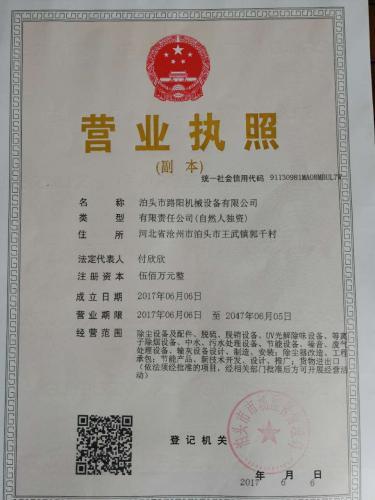 营业执照
(副 本)
统一社会信用代码 91130981MA08MBUL7W
名 称 泊头市路阳机械设备有限公司
类 型 有限责任公司(自然人独资)
住 所 河北省沧州市泊头市王武镇郭千村
法定代表人 付欣欣
注 册 资 本 伍佰万元整
成 立 日 期 2017年06月06日
营 业 期 限 2017年06月06日 至 2047年06月05日
经 营 范 围 除尘设备及配件、脱硫、脱销设备、UV光解除味设备、等离
子除烟设备、中水、污水处理设备、节能设备、噪音、废气
处理设备、输灰设备设计、制造、安装；除尘器改造、工程
承包；节能产品、新技术开发、设计、推广；货物进出口
（依法须经批准的项目，经相关部门批准后方可开展经营活
动）
登 记 机 关
年 月 日
2017 6 6